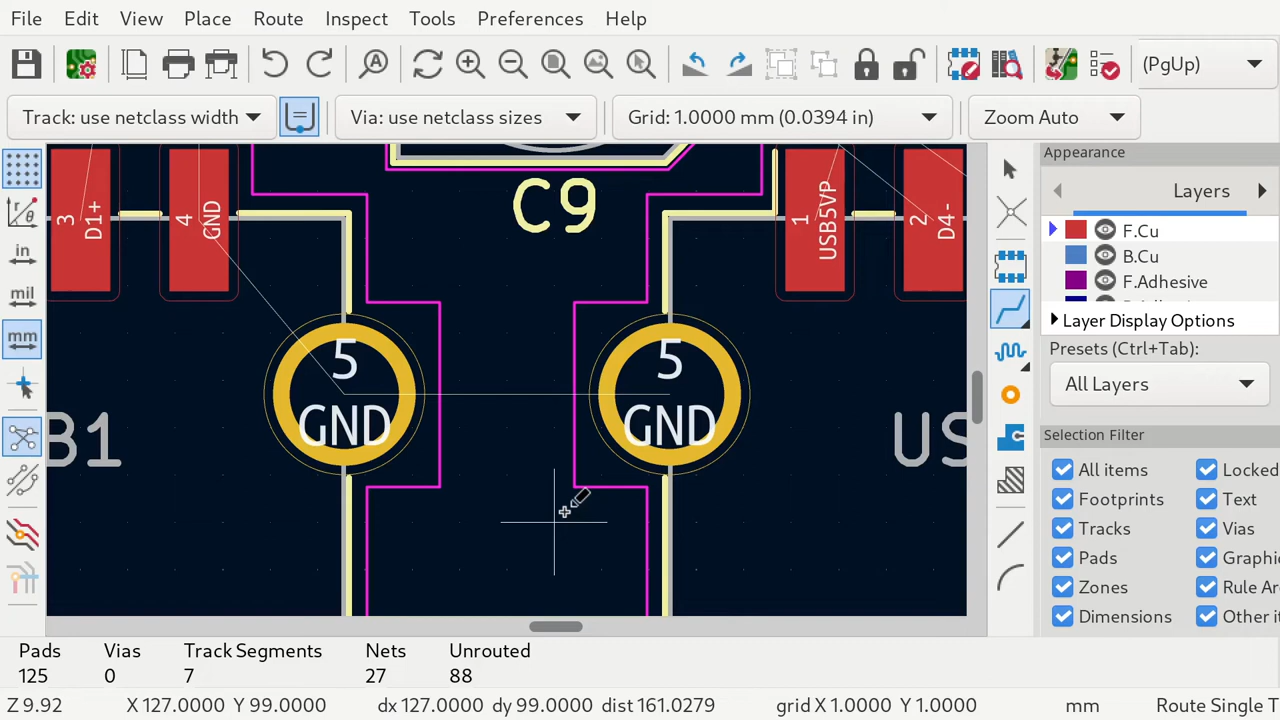 File Edit View Place Route Inspect Tools Preferences Help
(PgUp)
Track: use netclass width Via: use netclass sizes Grid: 1.0000 mm (0.0394 in) Zoom Auto
Appearance
Layers
F.Cu
B.Cu
F.Adhesive
Layer Display Options
Presets (Ctrl+Tab):
All Layers
Selection Filter
All items Locked
Footprints Text
Tracks Vias
Pads Graphi
Zones Rule Ar
Dimensions Other it
in
mil
mm
C9
3 D1+
4 GND
1 USB5VP
2 D4-
5 GND
5 GND
B1
US
Pads Vias Track Segments Nets Unrouted
125 0 7 27 88
Z 9.92 X 127.0000 Y 99.0000 dx 127.0000 dy 99.0000 dist 161.0279 grid X 1.0000 Y 1.0000 mm Route Single T